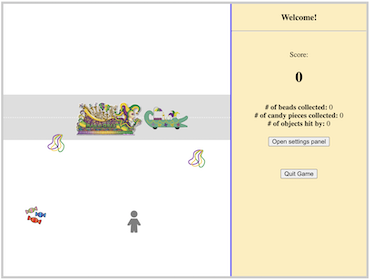 Welcome!
Score:
0
# of beads collected: 0
# of candy pieces collected: 0
# of objects hit by: 0
Open settings panel
Quit Game